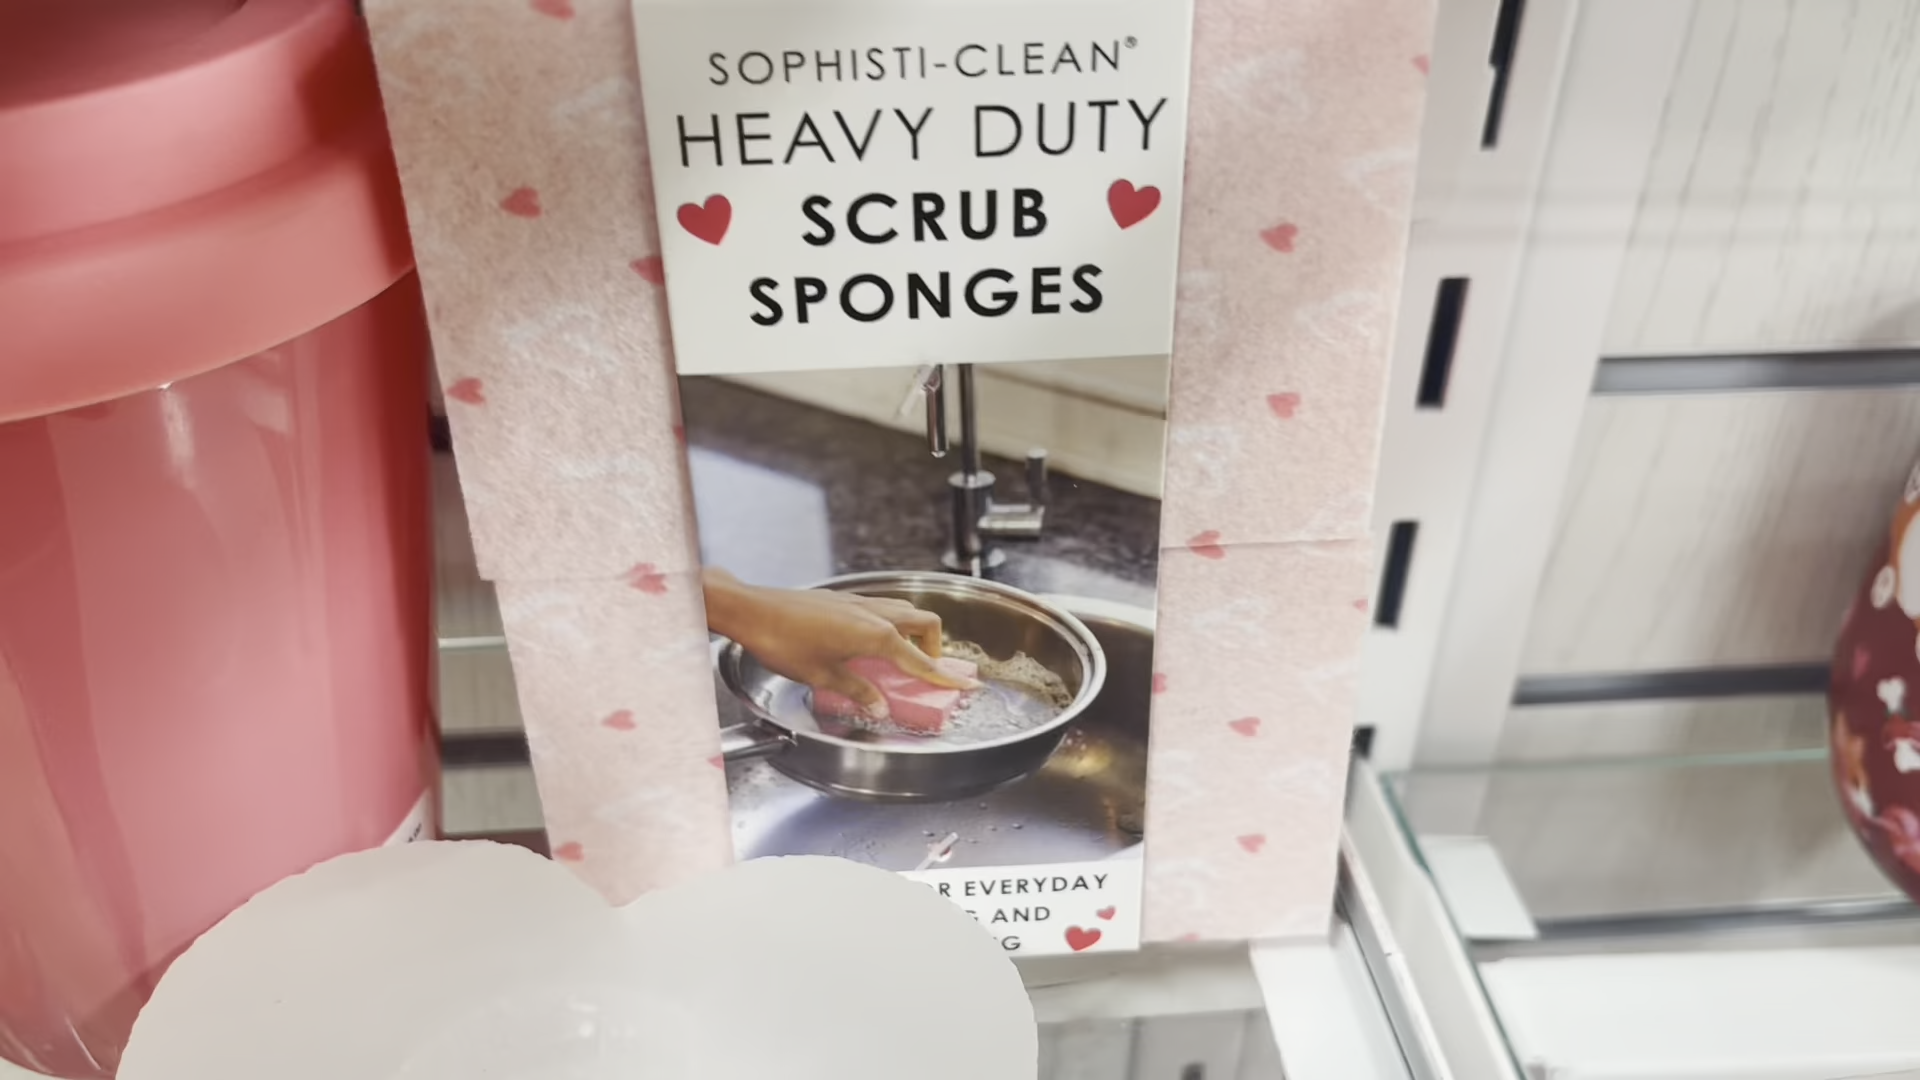 SOPHISTI-CLEAN®
HEAVY DUTY
SCRUB
SPONGES
EVERYDAY
AND